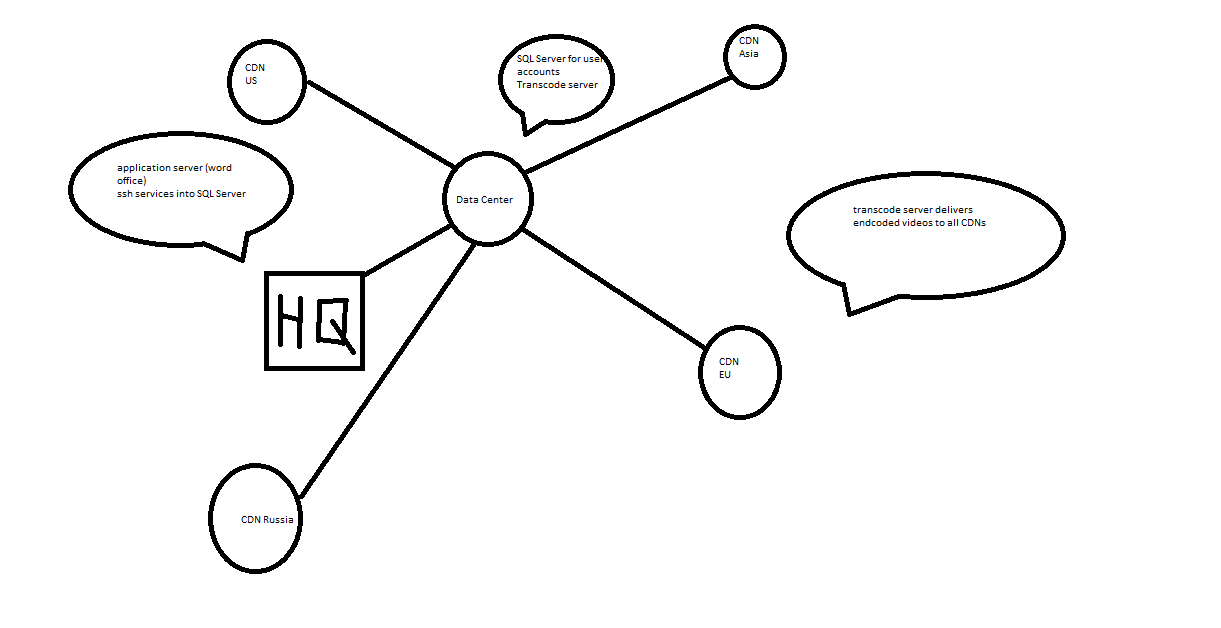 CDN
US
SQL Server for user
accounts
Transcode server
CDN
Asia
application server (word
office)
ssh services into SQL Server
Data Center
transcode server delivers
endcoded videos to all CDNs
HQ
CDN
EU
CDN Russia